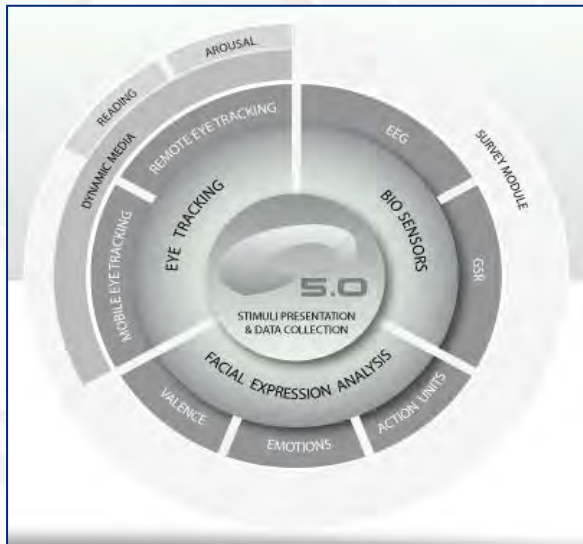 AROUSAL
READING
DYNAMIC MEDIA
REMOTE EYE TRACKING
MOBILE EYE TRACKING
EYE TRACKING
EEG
GSR
BIO SENSORS
SURVEY MODULE
5.0
STIMULI PRESENTATION
& DATA COLLECTION
FACIAL EXPRESSION ANALYSIS
VALENCE
EMOTIONS
ACTION UNITS